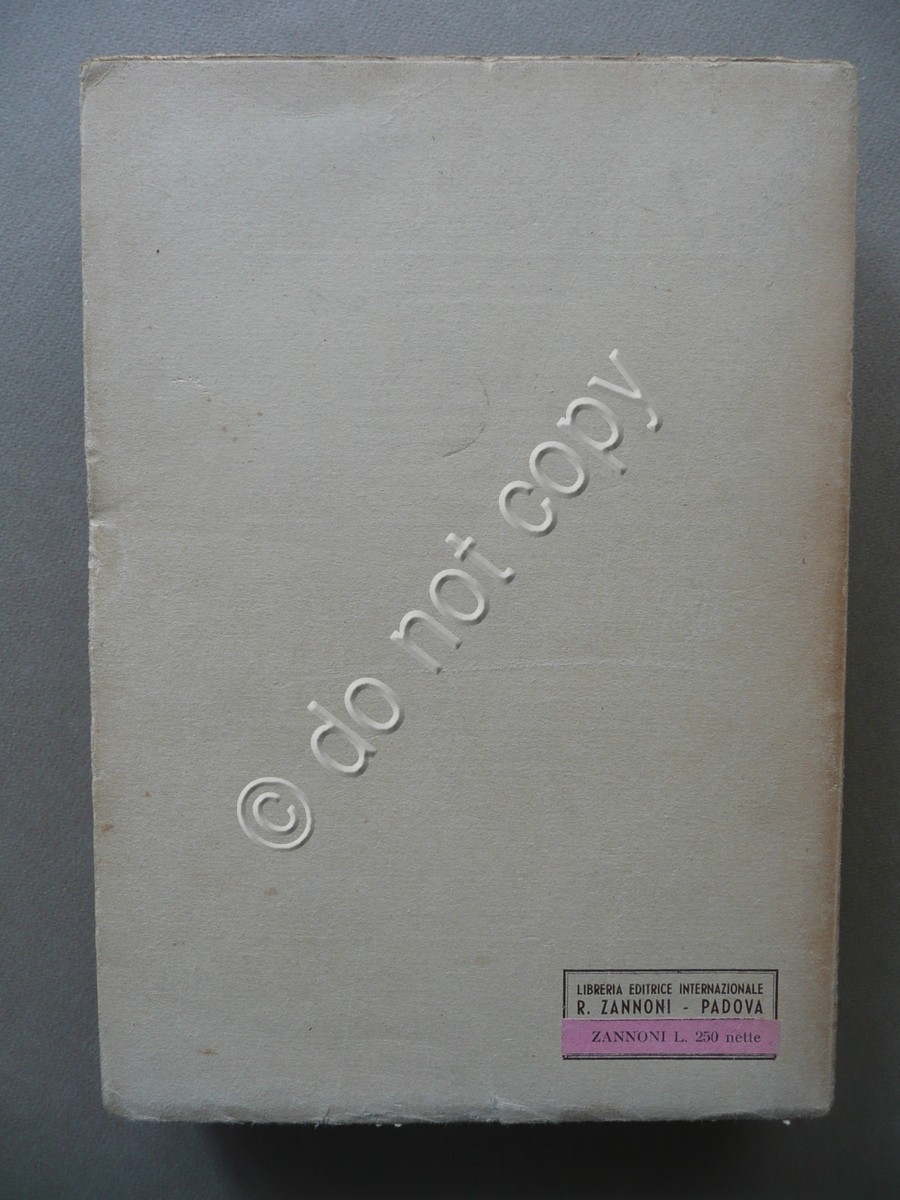 © do not copy
LIBRERIA EDITRICE INTERNAZIONALE
R. ZANNONI - PADOVA
ZANNONI L. 250 nette